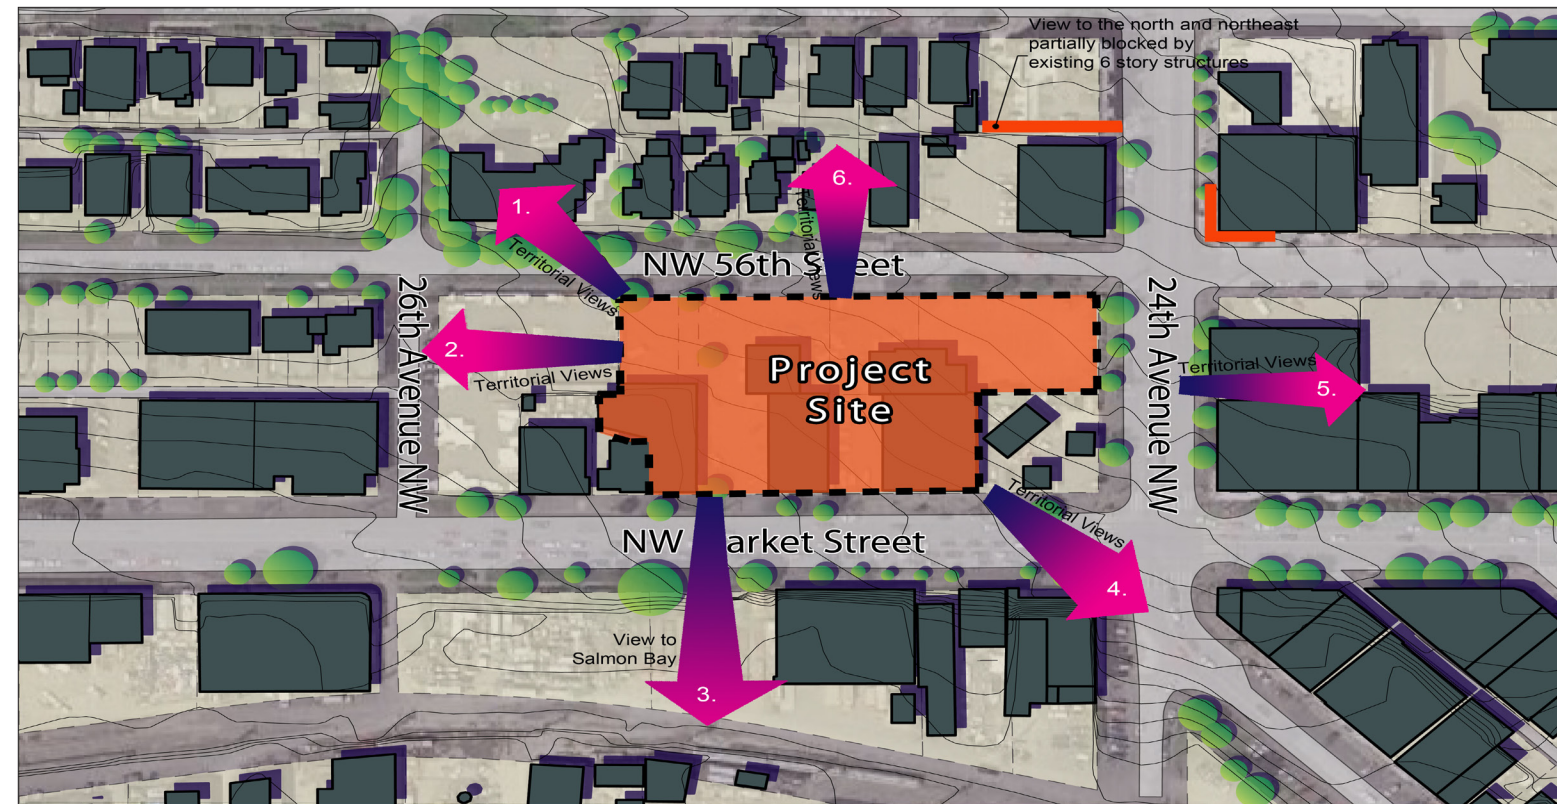 View to the north and northeast
partially blocked by
existing 6 story structures
1.
Territorial Views
6.
Territorial Views
NW 56th Street
26th Avenue NW
2.
Territorial Views
Project
Site
24th Avenue NW
Territorial Views
5.
Territorial Views
4.
NW Market Street
View to
Salmon Bay
3.